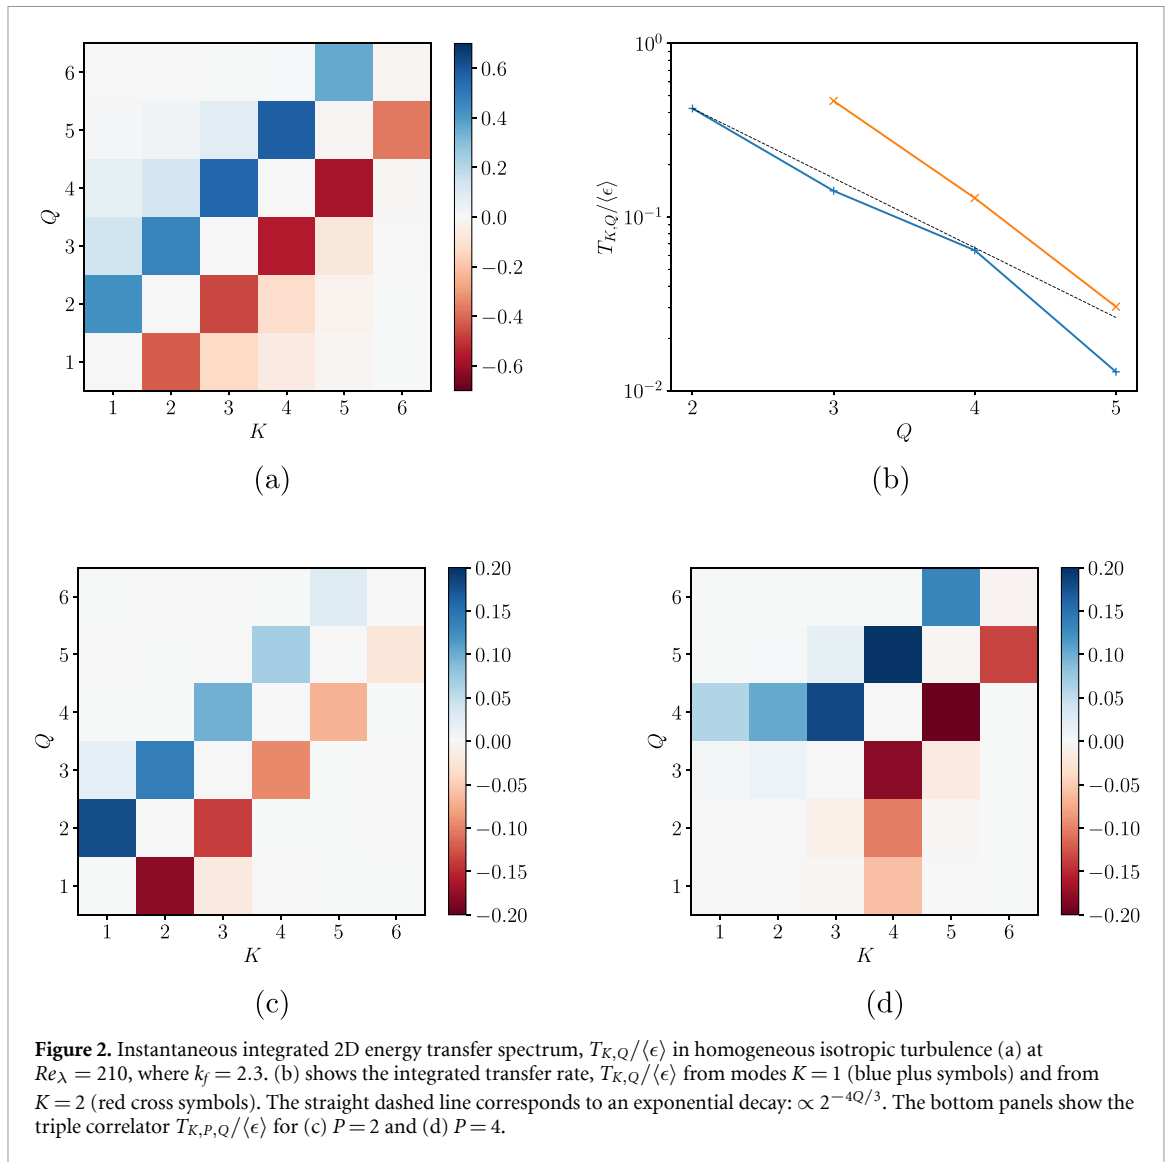 6
5
4
3
2
1
Q
1 2 3 4 5 6
K
0.6
0.4
0.2
0.0
−0.2
−0.4
−0.6
(a)
10^0
10^{-1}
10^{-2}
T_{K,Q}/⟨ϵ⟩
2 3 4 5
Q
(b)
6
5
4
3
2
1
Q
1 2 3 4 5 6
K
0.20
0.15
0.10
0.05
0.00
−0.05
−0.10
−0.15
−0.20
(c)
6
5
4
3
2
1
Q
1 2 3 4 5 6
K
0.20
0.15
0.10
0.05
0.00
−0.05
−0.10
−0.15
−0.20
(d)
Figure 2. Instantaneous integrated 2D energy transfer spectrum, T_{K,Q}/⟨ϵ⟩ in homogeneous isotropic turbulence (a) at
Re_λ = 210, where k_f = 2.3. (b) shows the integrated transfer rate, T_{K,Q}/⟨ϵ⟩ from modes K = 1 (blue plus symbols) and from
K = 2 (red cross symbols). The straight dashed line corresponds to an exponential decay: ∝ 2^{−4Q/3}. The bottom panels show the
triple correlator T_{K,P,Q}/⟨ϵ⟩ for (c) P = 2 and (d) P = 4.